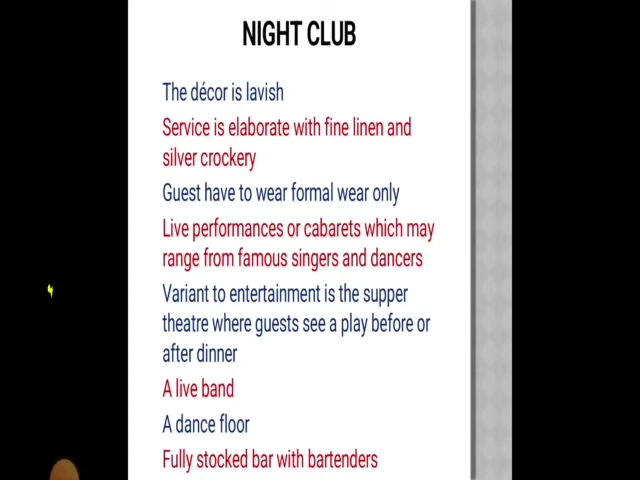 NIGHT CLUB
The décor is lavish
Service is elaborate with fine linen and
silver crockery
Guest have to wear formal wear only
Live performances or cabarets which may
range from famous singers and dancers
Variant to entertainment is the supper
theatre where guests see a play before or
after dinner
A live band
A dance floor
Fully stocked bar with bartenders